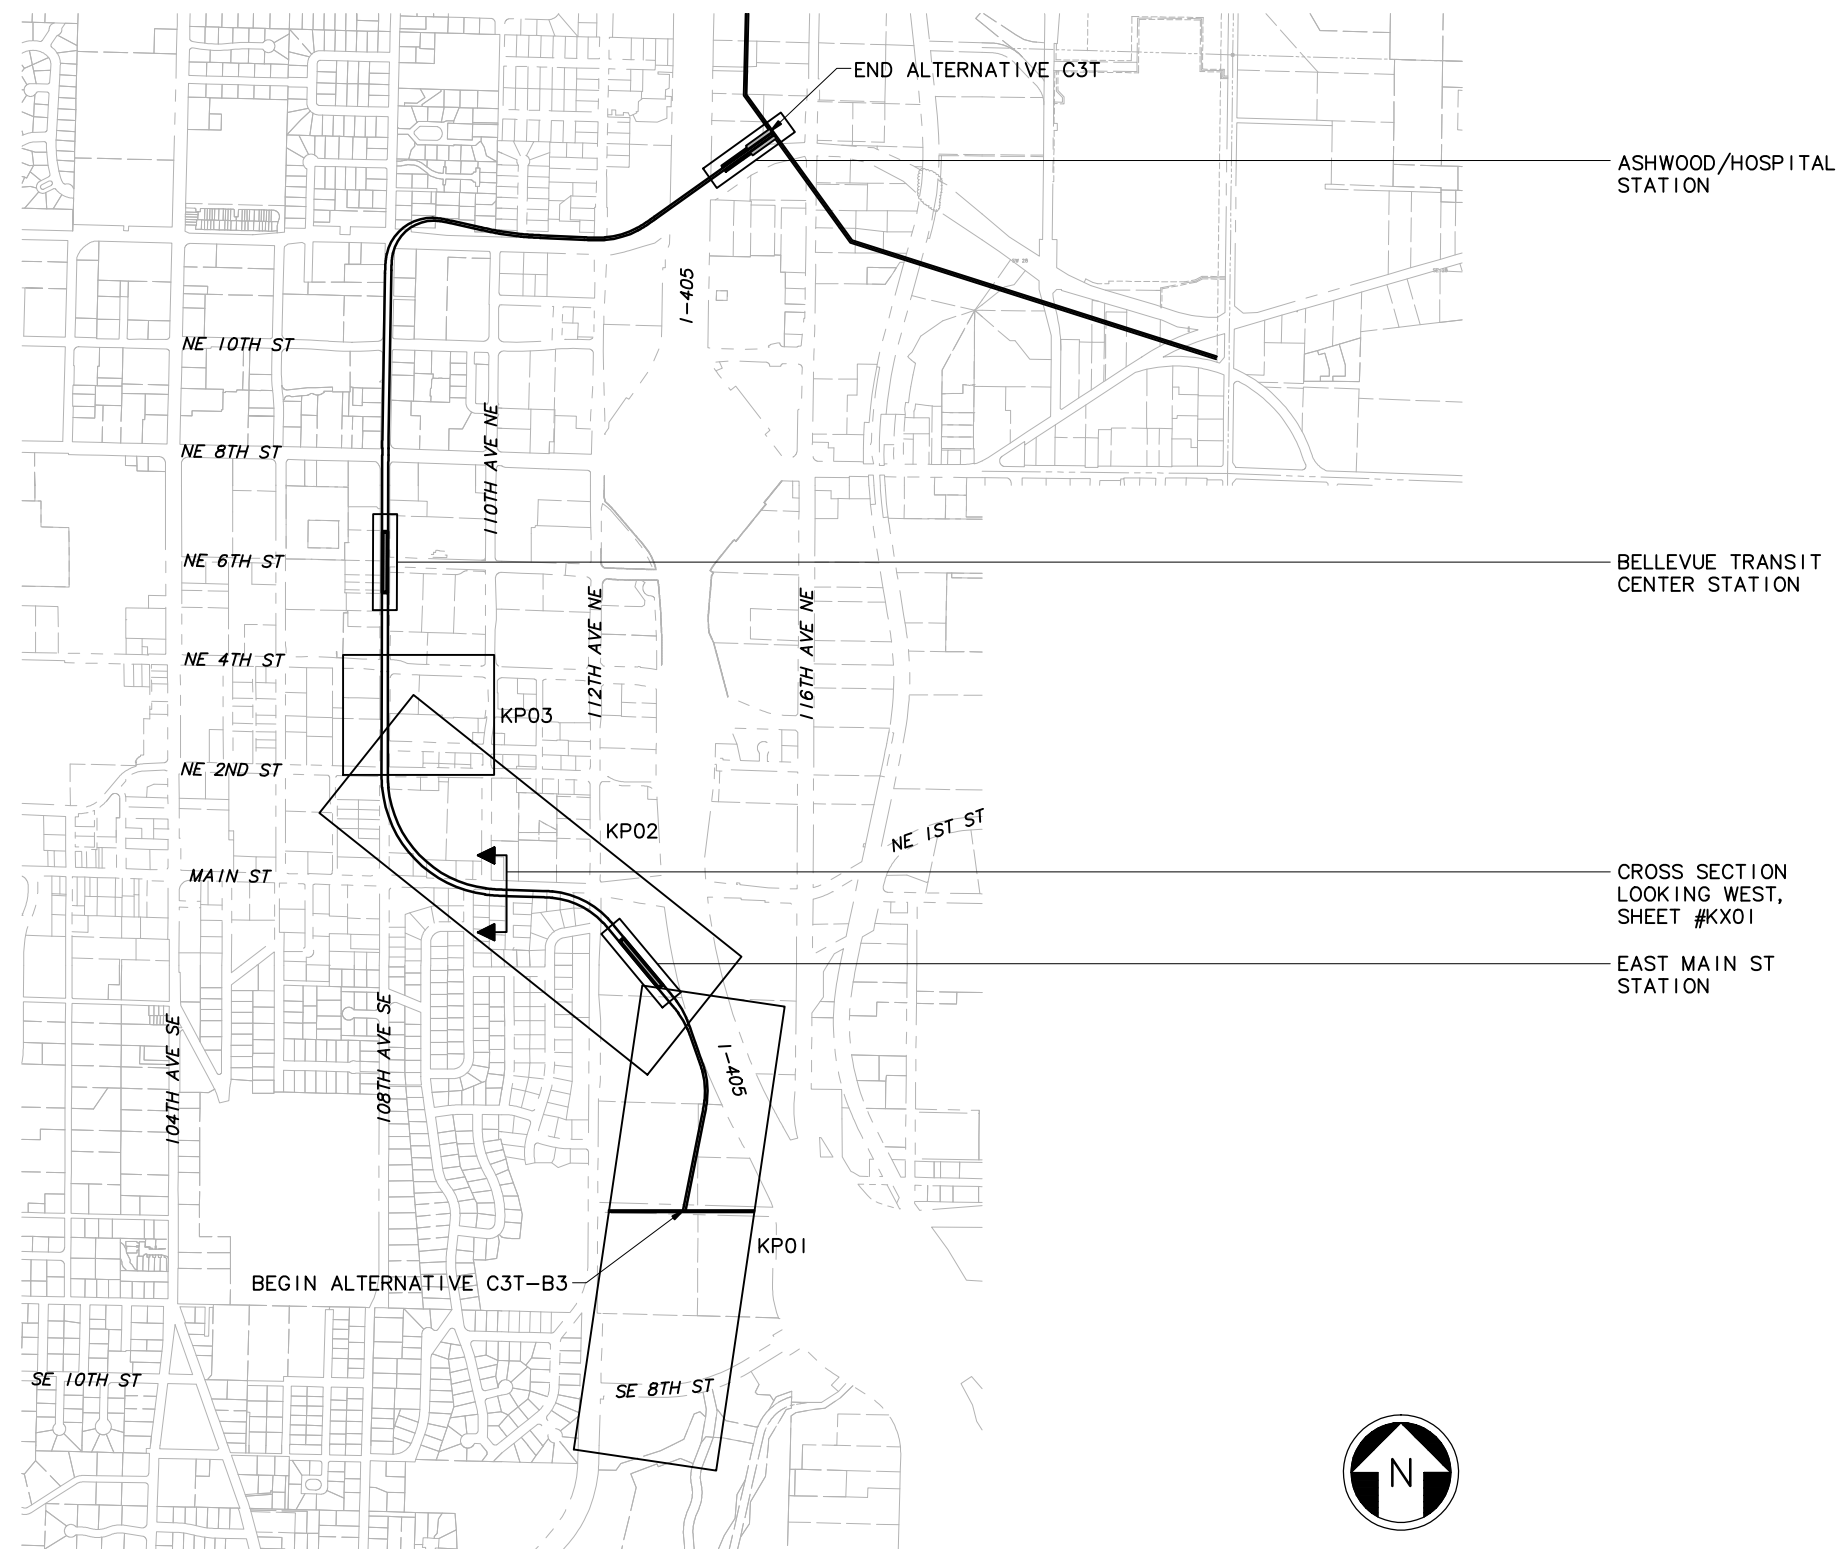 END ALTERNATIVE C3T
ASHWOOD/HOSPITAL
STATION
I-405
NE 10TH ST
110TH AVE NE
NE 8TH ST
NE 6TH ST
BELLEVUE TRANSIT
CENTER STATION
112TH AVE NE
116TH AVE NE
NE 4TH ST
KP03
NE 2ND ST
KP02
NE 1ST ST
MAIN ST
CROSS SECTION
LOOKING WEST,
SHEET #KX01
EAST MAIN ST
STATION
104TH AVE SE
108TH AVE SE
I-405
KP01
BEGIN ALTERNATIVE C3T-B3
SE 10TH ST
SE 8TH ST
N